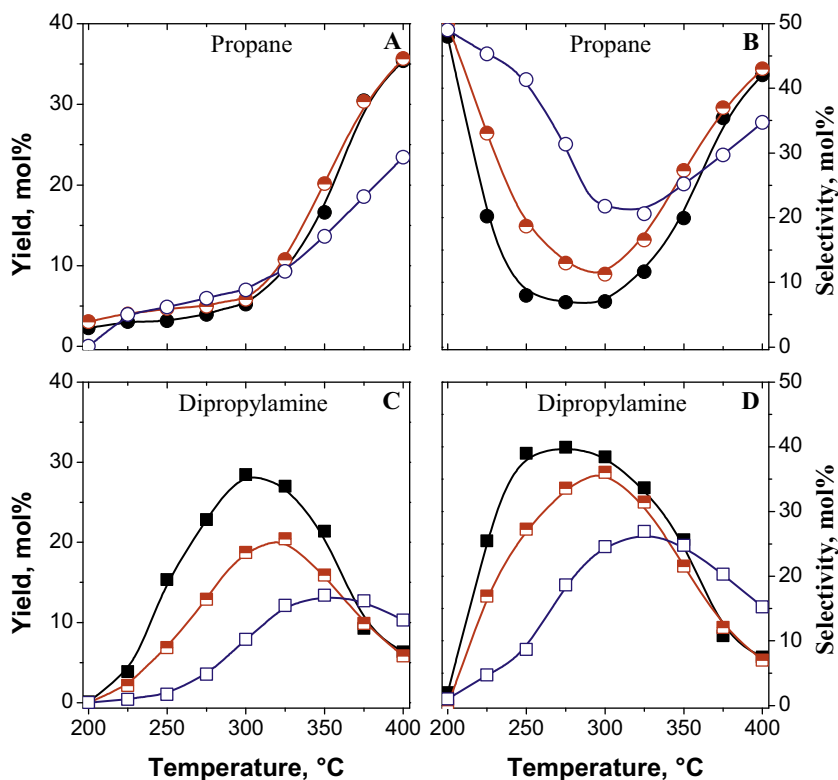 A
Propane
40
30
20
10
0
Yield, mol%
B
Propane
50
40
30
20
10
0
Selectivity, mol%
C
Dipropylamine
40
30
20
10
0
Yield, mol%
200 250 300 350 400
Temperature, °C
D
Dipropylamine
50
40
30
20
10
0
Selectivity, mol%
200 250 300 350 400
Temperature, °C